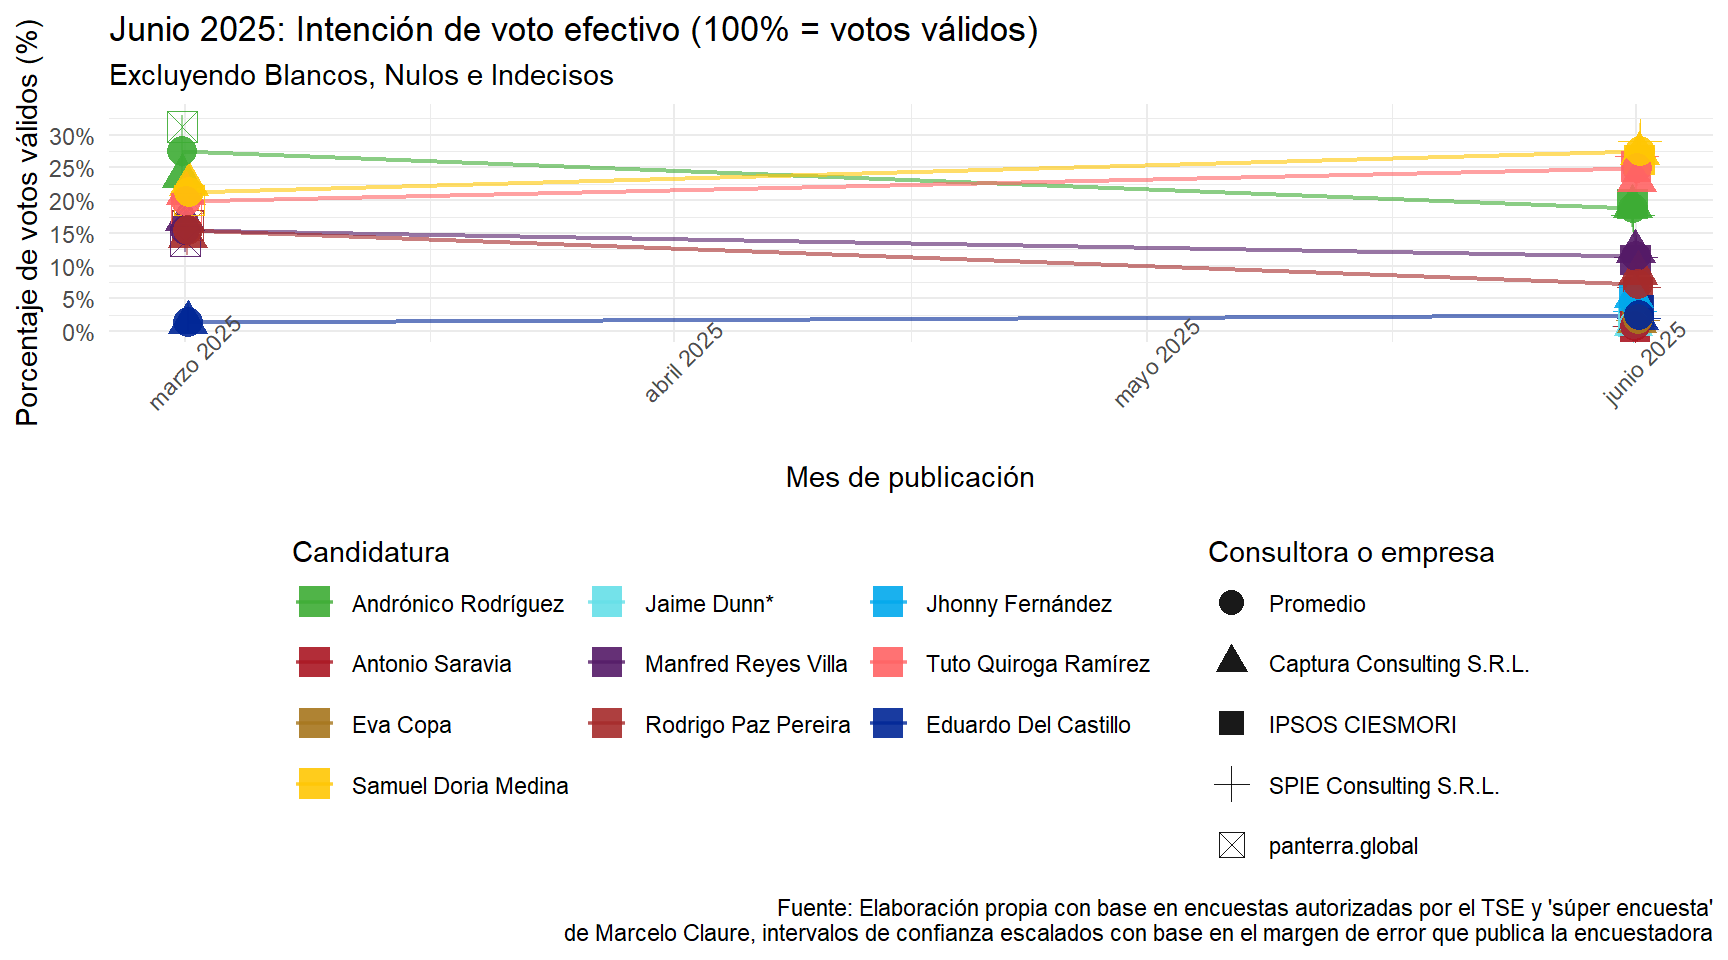 Junio 2025: Intención de voto efectivo (100% = votos válidos)
Excluyendo Blancos, Nulos e Indecisos
Porcentaje de votos válidos (%)
30%
25%
20%
15%
10%
5%
0%
marzo 2025
abril 2025
mayo 2025
junio 2025
Mes de publicación
Candidatura
Andrónico Rodríguez
Jaime Dunn*
Jhonny Fernández
Antonio Saravia
Manfred Reyes Villa
Tuto Quiroga Ramírez
Eva Copa
Rodrigo Paz Pereira
Eduardo Del Castillo
Samuel Doria Medina
Consultora o empresa
Promedio
Captura Consulting S.R.L.
IPSOS CIESMORI
SPIE Consulting S.R.L.
panterra.global
Fuente: Elaboración propia con base en encuestas autorizadas por el TSE y 'súper encuesta'
de Marcelo Claure, intervalos de confianza escalados con base en el margen de error que publica la encuestadora